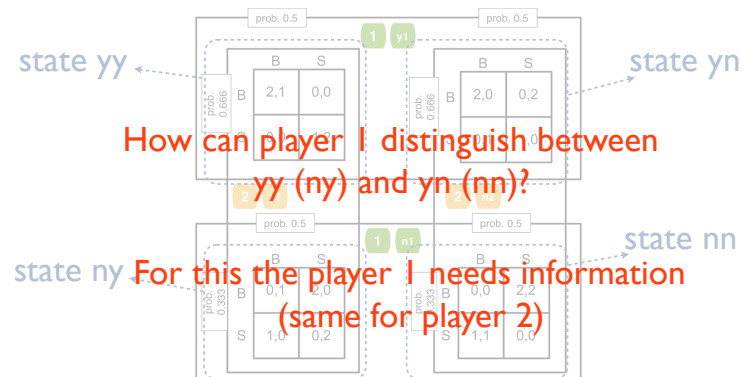 prob. 0.5
prob. 0.5
1 y1
state yy
state yn
B S
B S
prob. 0.666
B 2,1 0,0
prob. 0.666
B 2,0 0,2
How can player 1 distinguish between
S
yy (ny) and yn (nn)?
2
2 n2
prob. 0.5
prob. 0.5
1 n1
state nn
B S
B S
state ny
For this the player 1 needs information
prob. 0.333
B 0,1 2,0
prob. 0.333
B 0,0 2,2
(same for player 2)
S 1,0 0,2
S 1,1 0,0